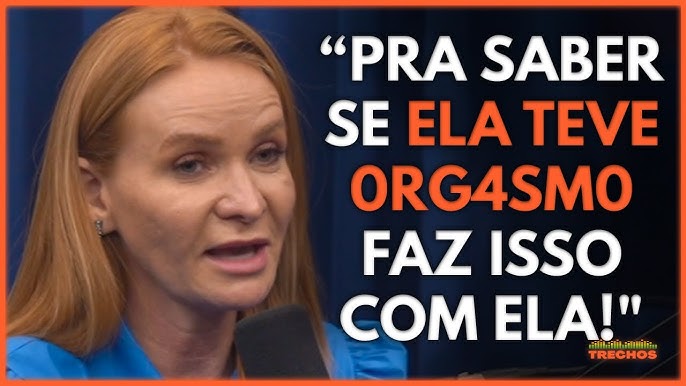 “PRA SABER
SE ELA TEVE
0RG4SM0
FAZ ISSO
COM ELA!"
TRECHOS